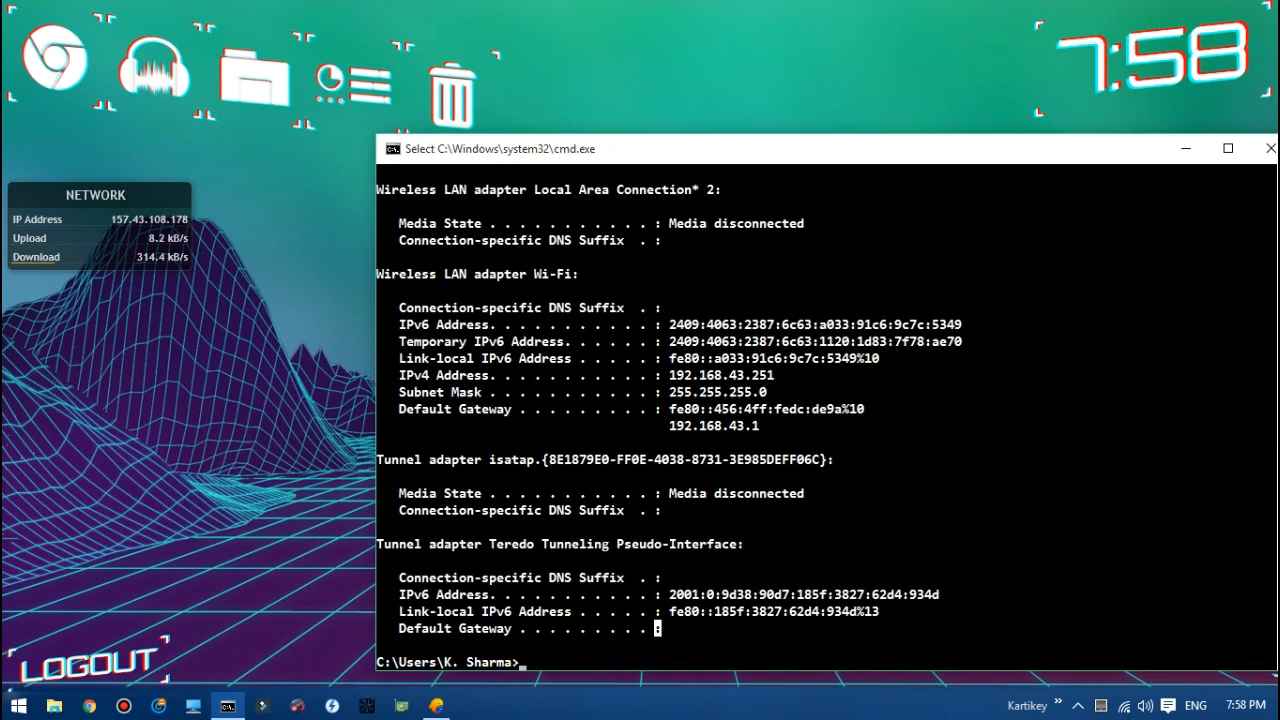 7:58
Select C:\Windows\system32\cmd.exe
NETWORK
IP Address 157.43.108.178
Upload 8.2 kB/s
Download 314.4 kB/s
Wireless LAN adapter Local Area Connection* 2:
Media State . . . . . . . . . . . : Media disconnected
Connection-specific DNS Suffix  . :
Wireless LAN adapter Wi-Fi:
Connection-specific DNS Suffix  . :
IPv6 Address. . . . . . . . . . . : 2409:4063:2387:6c63:a033:91c6:9c7c:5349
Temporary IPv6 Address. . . . . . : 2409:4063:2387:6c63:1120:1d83:7f78:ae70
Link-local IPv6 Address . . . . . : fe80::a033:91c6:9c7c:5349%10
IPv4 Address. . . . . . . . . . . : 192.168.43.251
Subnet Mask . . . . . . . . . . . : 255.255.255.0
Default Gateway . . . . . . . . . : fe80::456:4ff:fedc:de9a%10
192.168.43.1
Tunnel adapter isatap.{8E1879E0-FF0E-4038-8731-3E985DEFF06C}:
Media State . . . . . . . . . . . : Media disconnected
Connection-specific DNS Suffix  . :
Tunnel adapter Teredo Tunneling Pseudo-Interface:
Connection-specific DNS Suffix  . :
IPv6 Address. . . . . . . . . . . : 2001:0:9d38:90d7:185f:3827:62d4:934d
Link-local IPv6 Address . . . . . : fe80::185f:3827:62d4:934d%13
Default Gateway . . . . . . . . . :
C:\Users\K. Sharma>
LOGOUT
Kartikey » ENG 7:58 PM